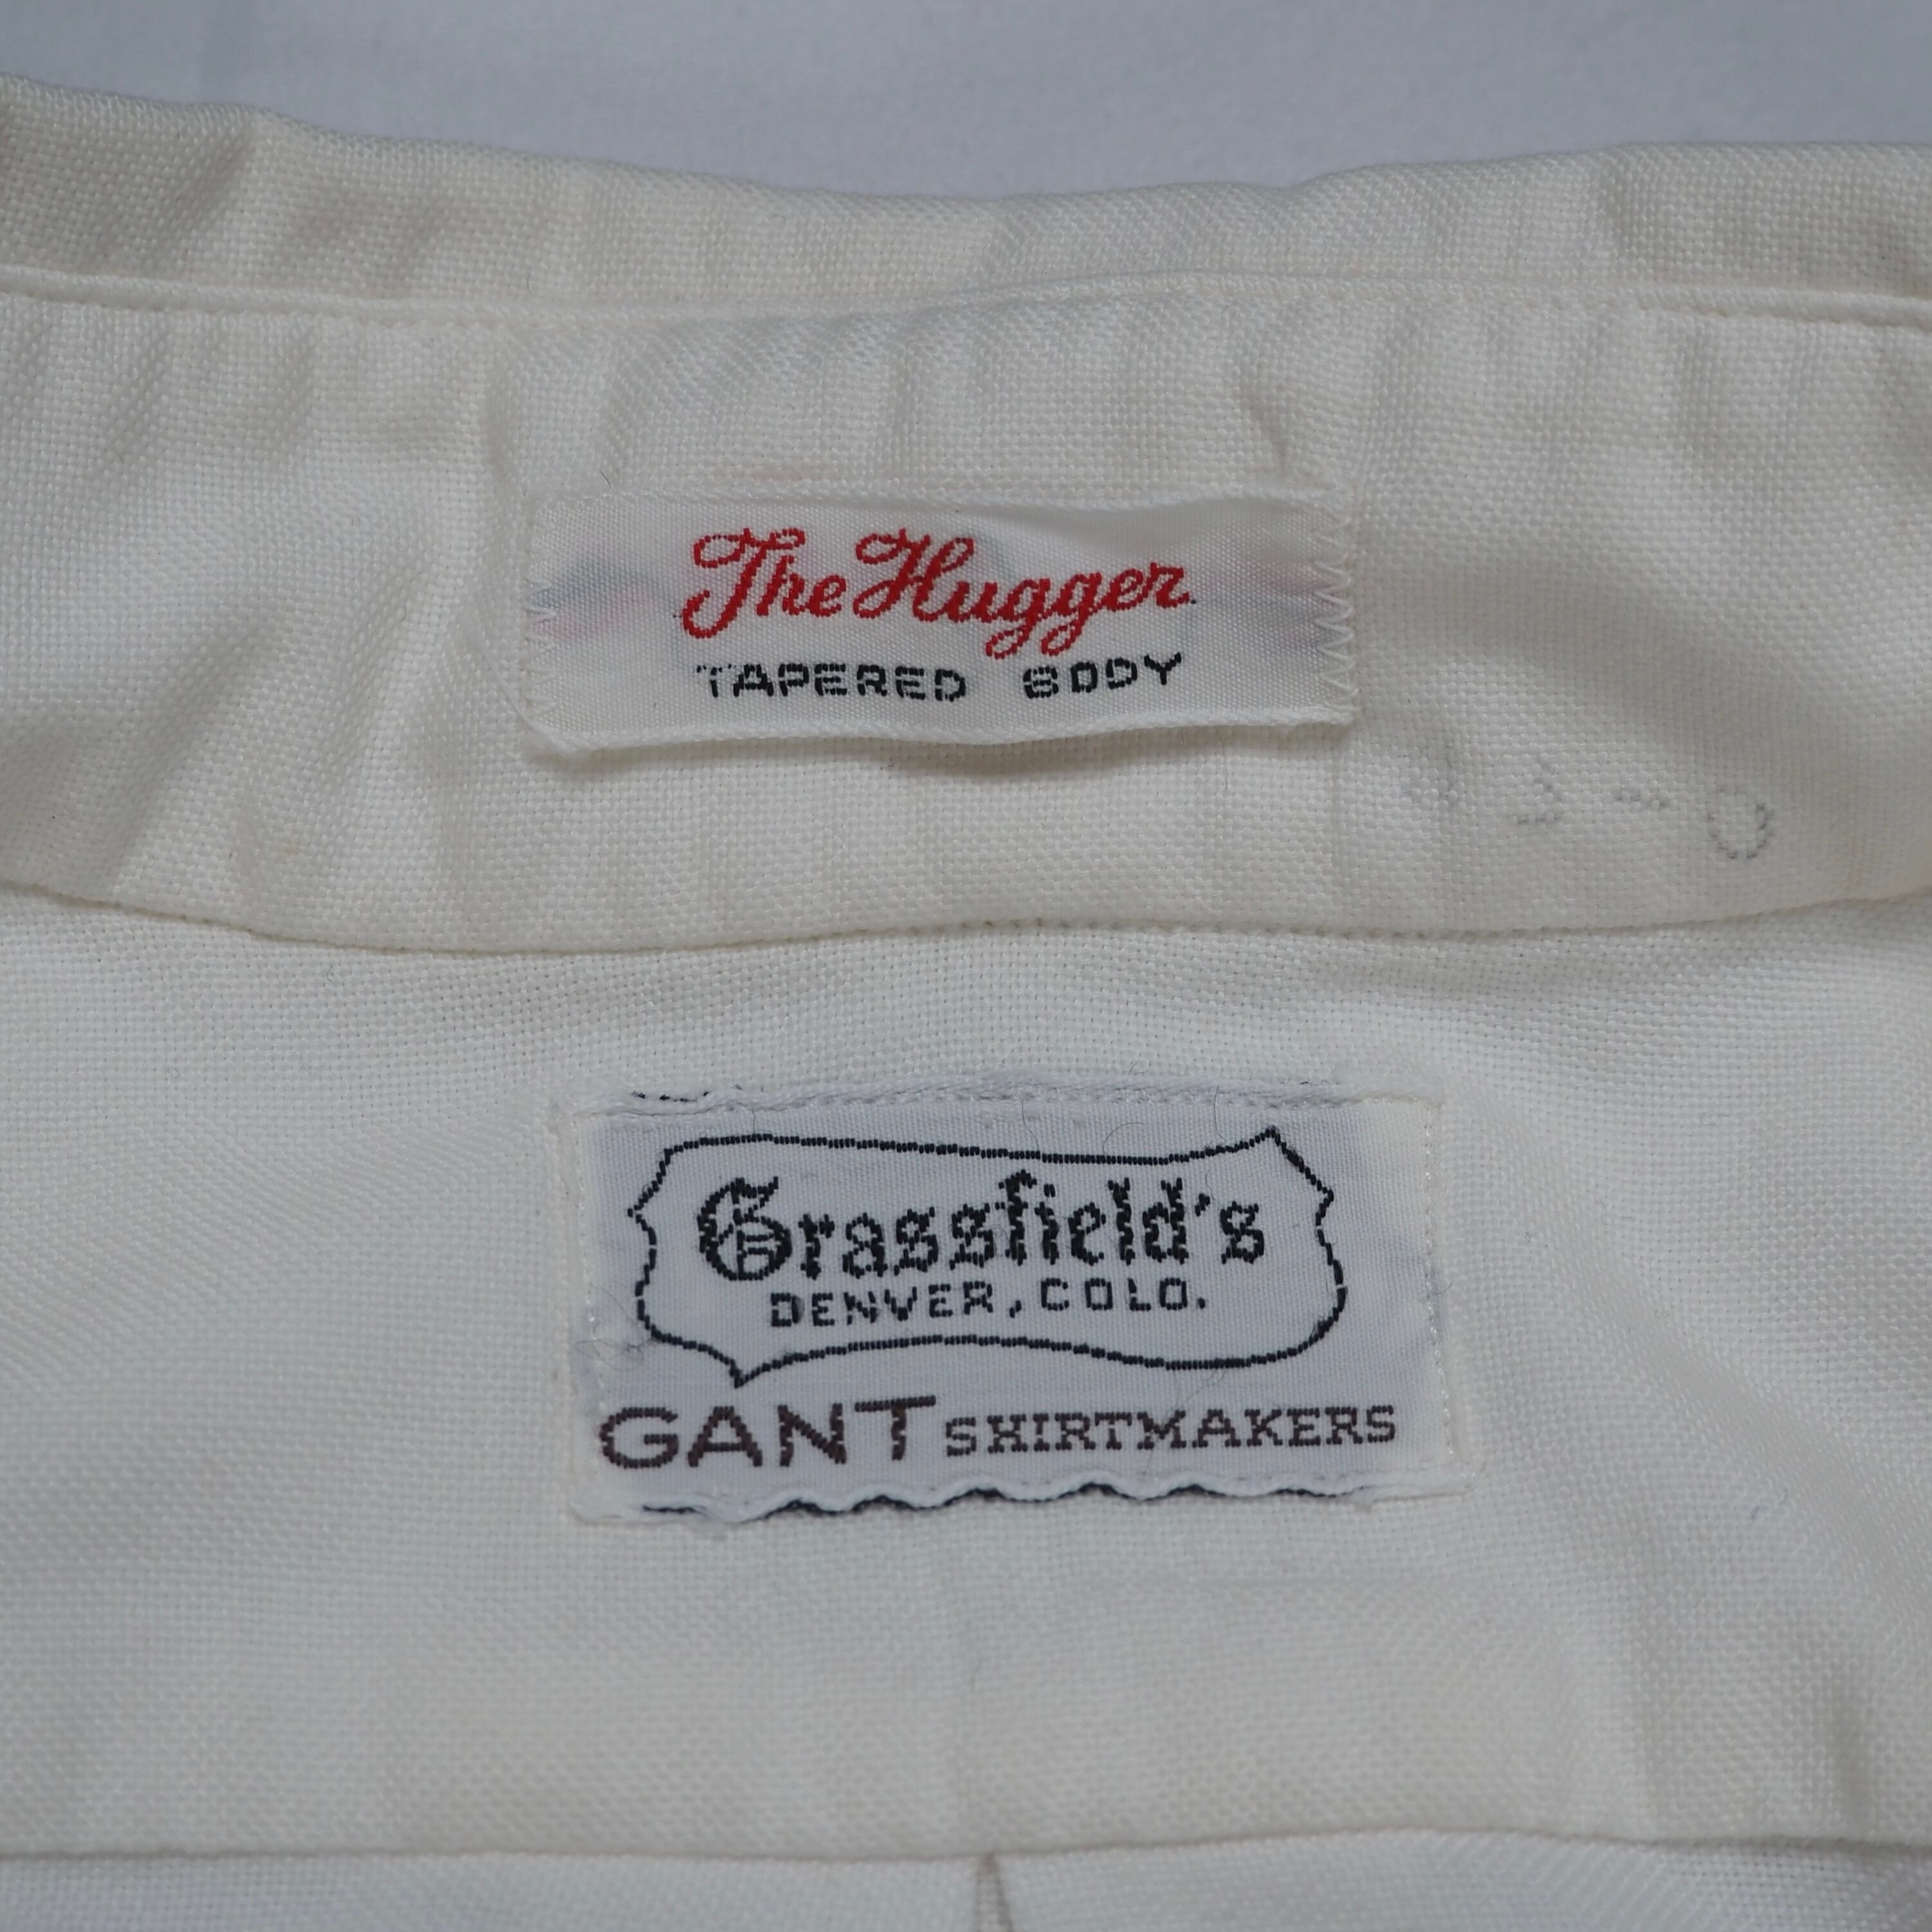 The Hugger
TAPERED BODY
Grassfield's
DENVER, COLO.
GANT SHIRTMAKERS